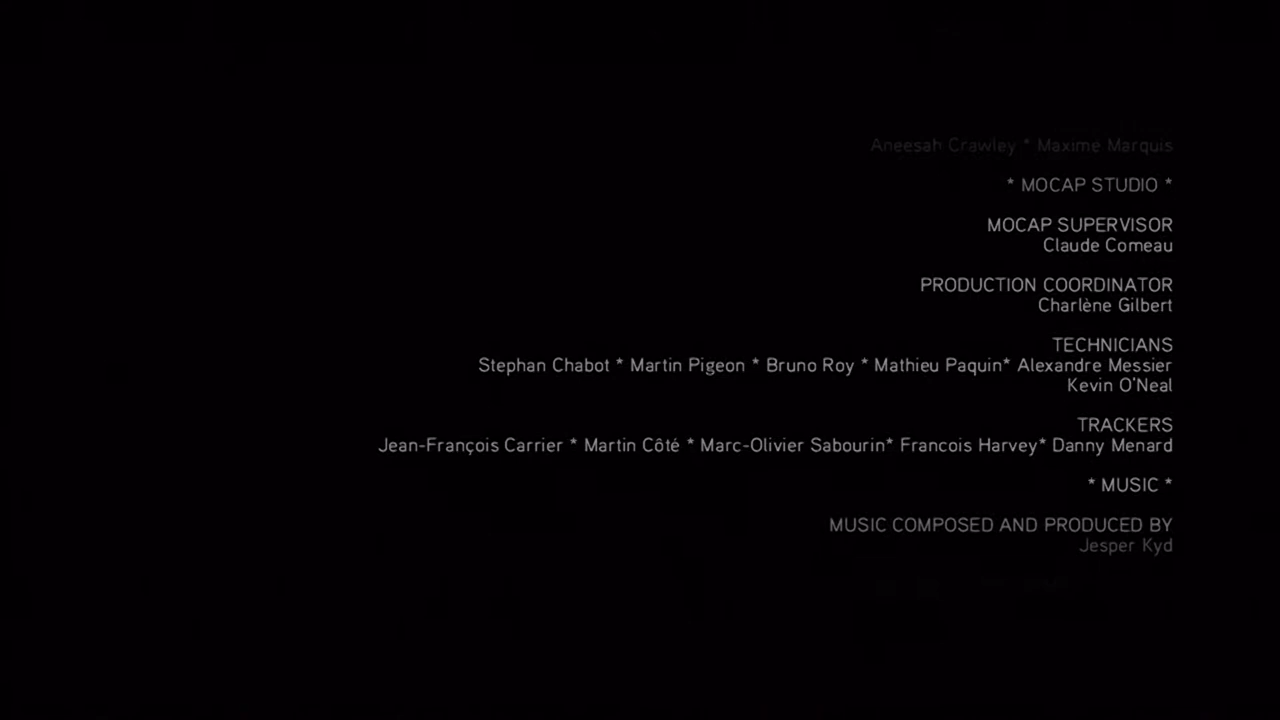 Aneesah Crawley * Maxime Marquis
* MOCAP STUDIO *
MOCAP SUPERVISOR
Claude Comeau
PRODUCTION COORDINATOR
Charlène Gilbert
TECHNICIANS
Stephan Chabot * Martin Pigeon * Bruno Roy * Mathieu Paquin* Alexandre Messier
Kevin O'Neal
TRACKERS
Jean-François Carrier * Martin Côté * Marc-Olivier Sabourin* Francois Harvey* Danny Menard
* MUSIC *
MUSIC COMPOSED AND PRODUCED BY
Jesper Kyd